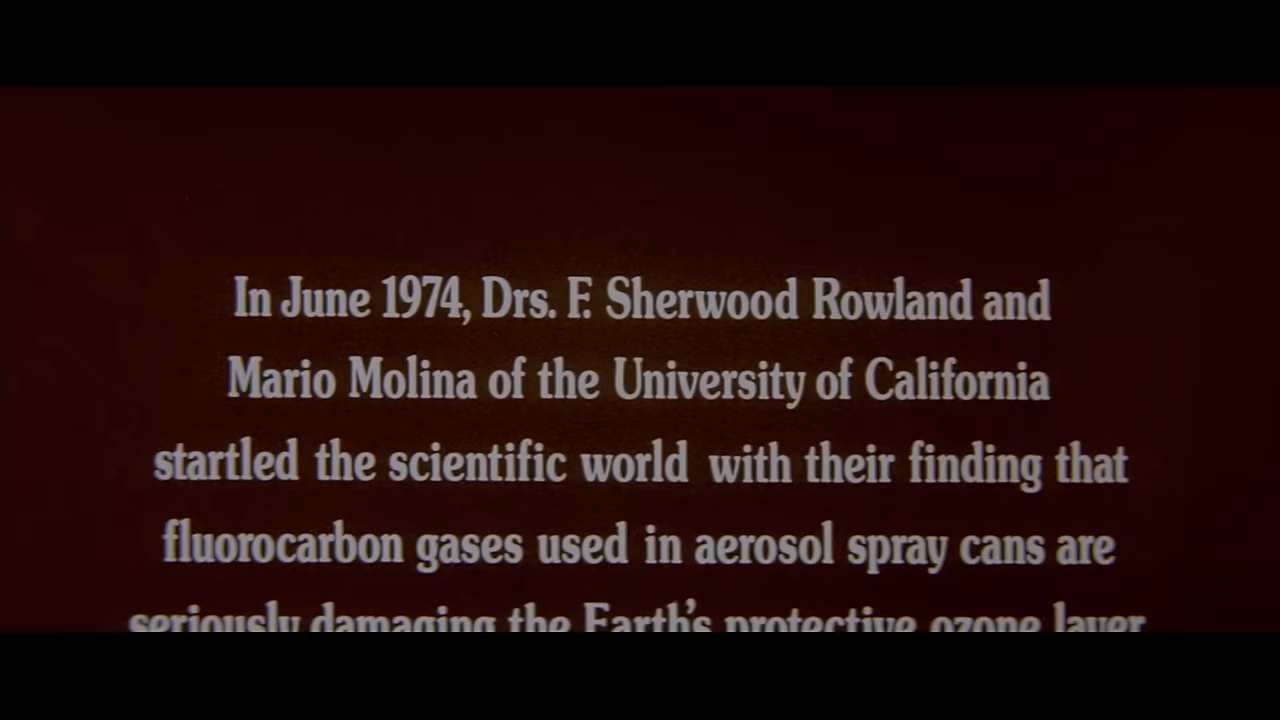 In June 1974, Drs. F. Sherwood Rowland and
Mario Molina of the University of California
startled the scientific world with their finding that
fluorocarbon gases used in aerosol spray cans are
seriously damaging the Earth's protective ozone layer